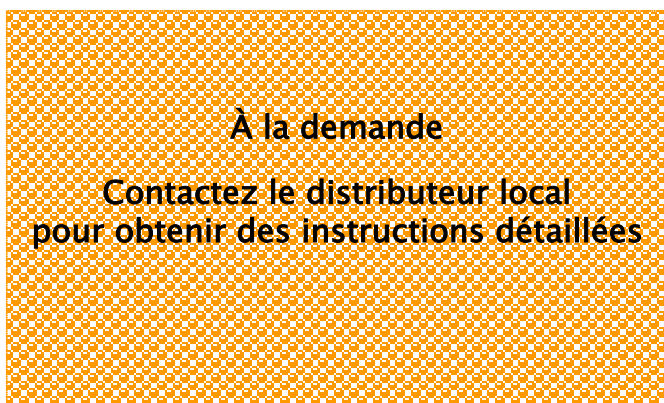 À la demande
Contactez le distributeur local
pour obtenir des instructions détaillées